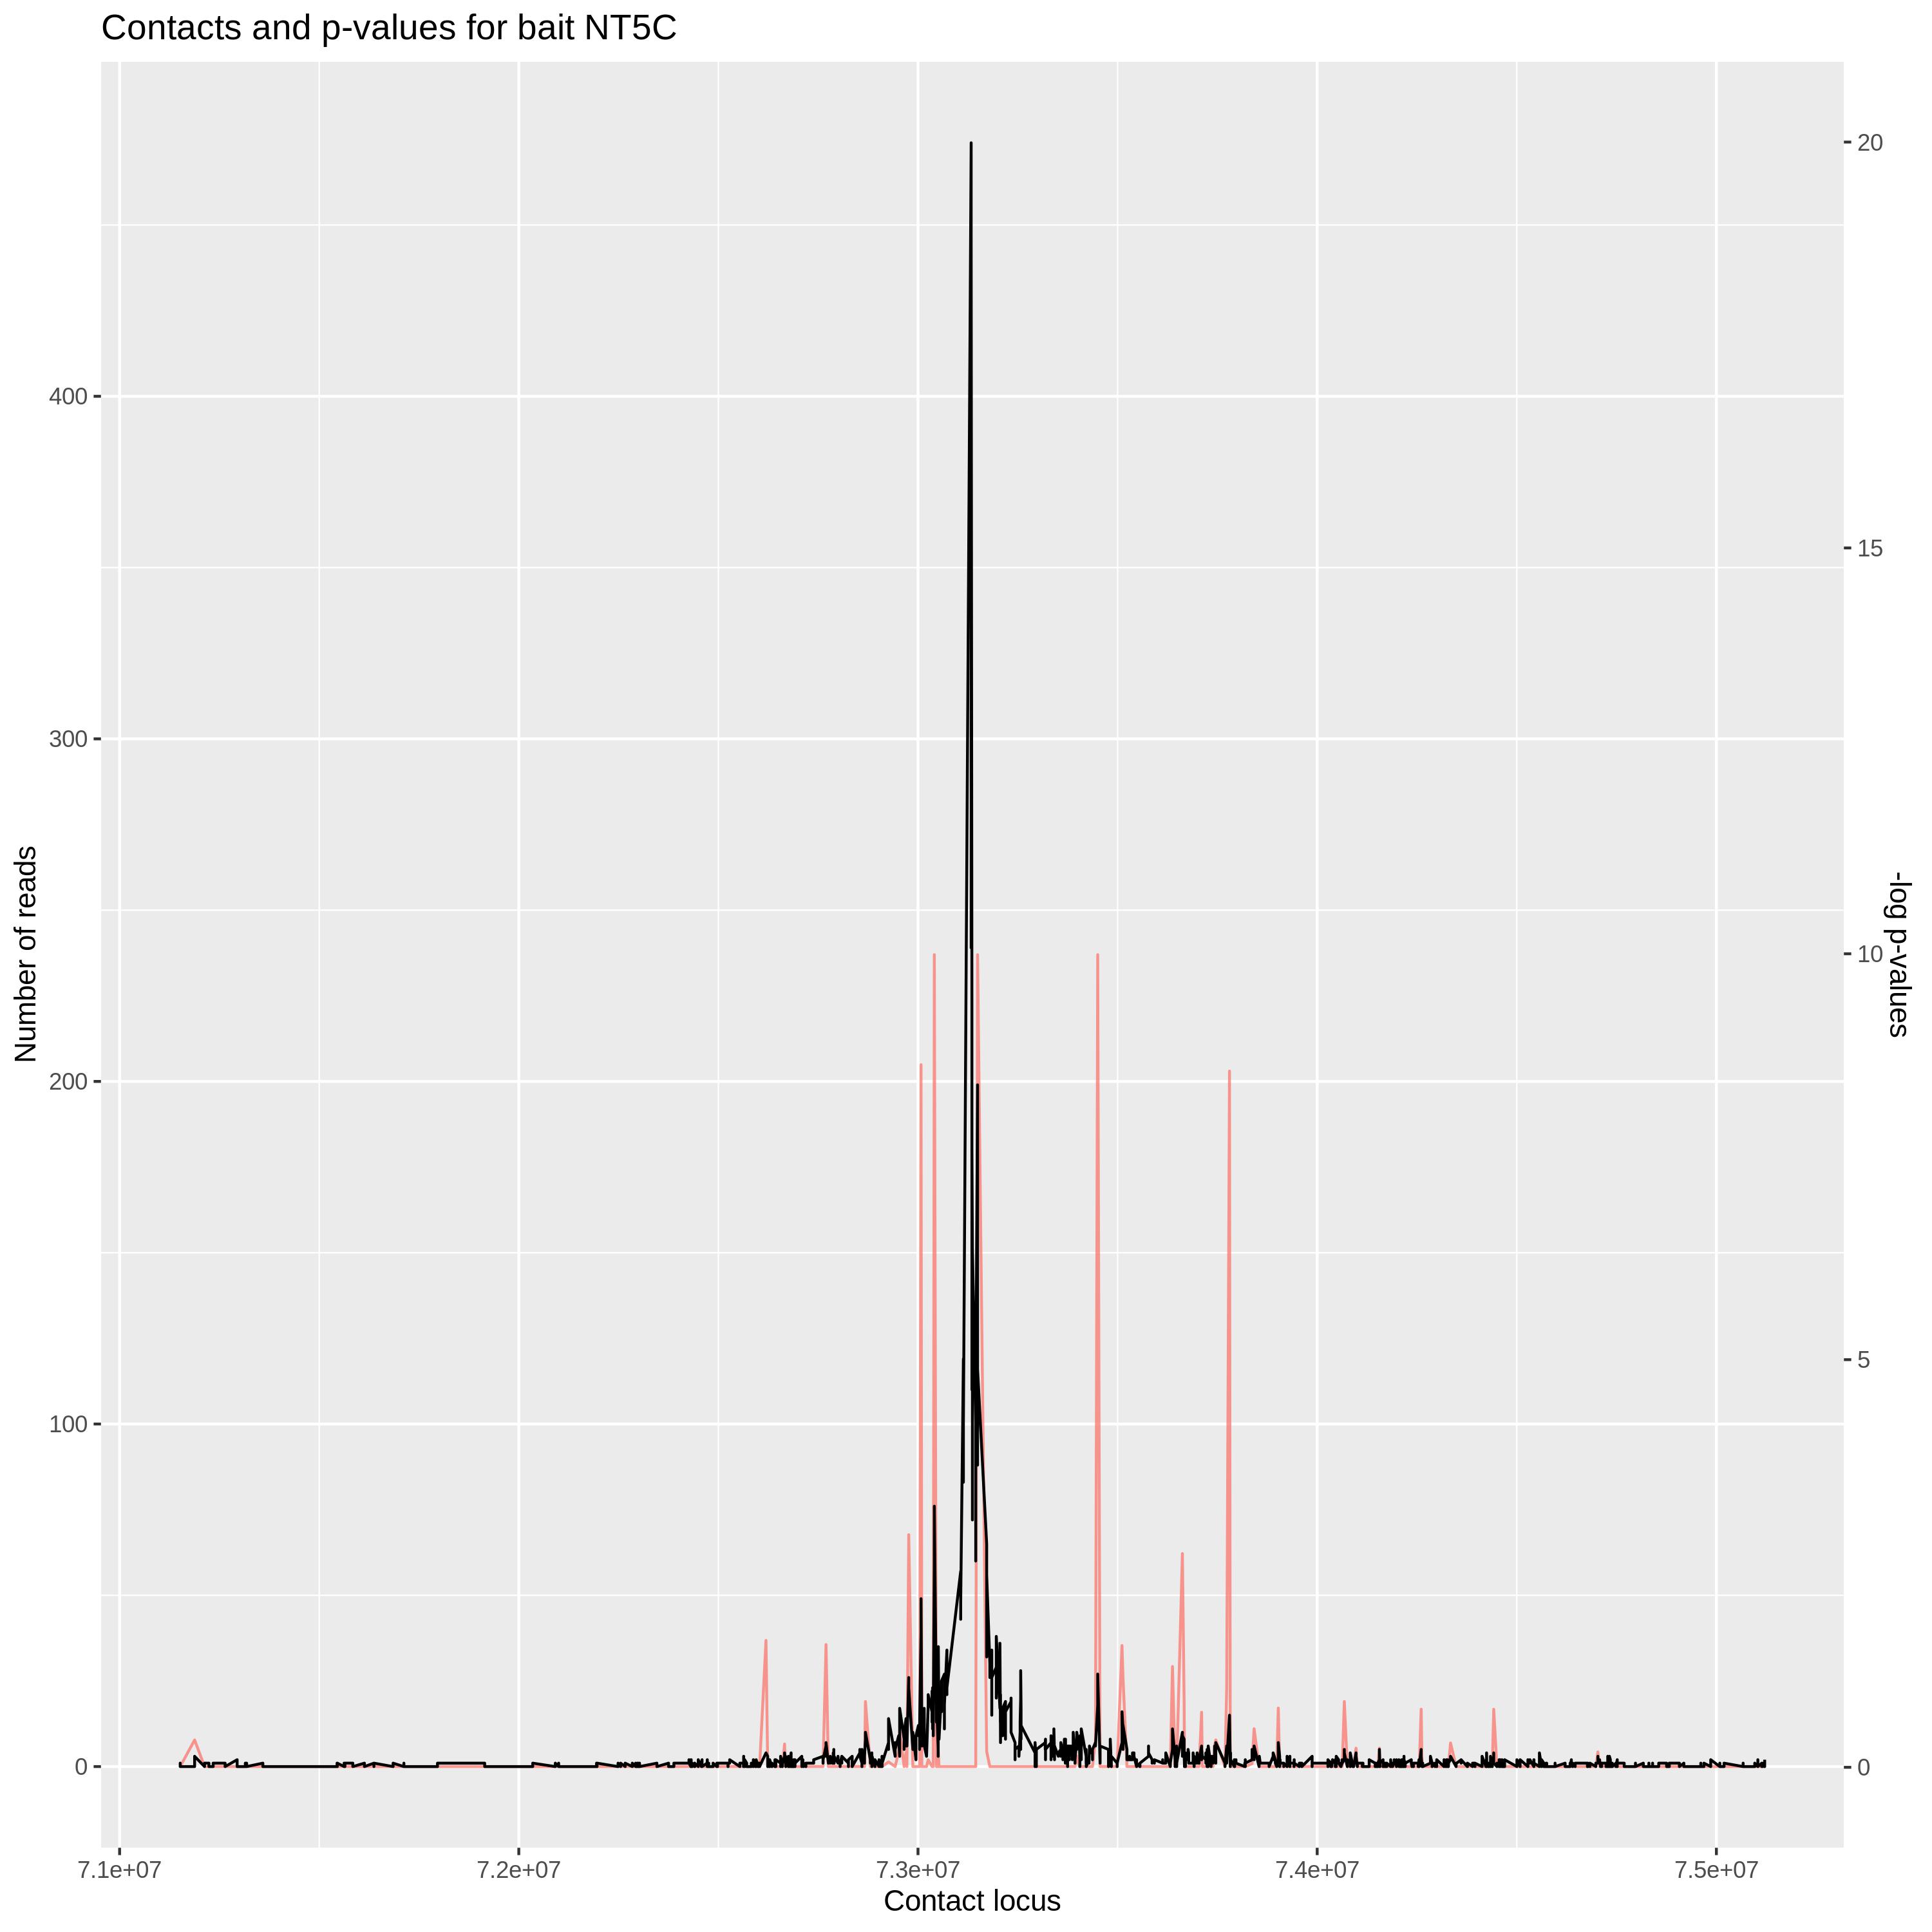 Contacts and p-values for bait NT5C
Number of reads
400
300
200
100
0
20
15
10
5
0
-log p-values
7.1e+07 7.2e+07 7.3e+07 7.4e+07 7.5e+07
Contact locus